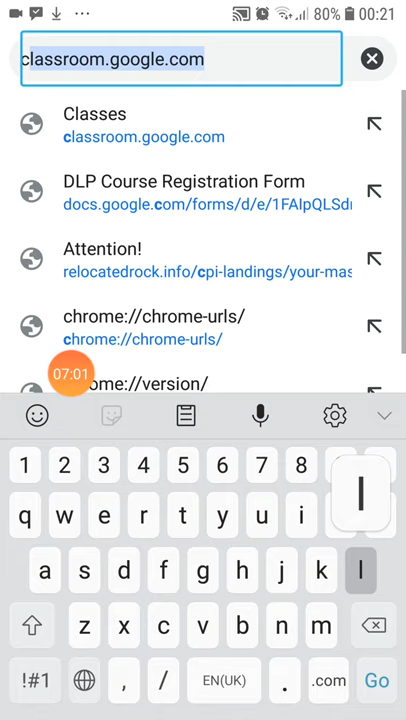 80% 00:21
classroom.google.com
Classes
classroom.google.com
DLP Course Registration Form
docs.google.com/forms/d/e/1FAIpQLSd
Attention!
relocatedrock.info/cpi-landings/your-mas
chrome://chrome-urls/
chrome://chrome-urls/
07:01
ome://version/
1 2 3 4 5 6 7 8
l
q w e r t y u i
a s d f g h j k l
z x c v b n m
!#1 , / EN(UK) . .com Go